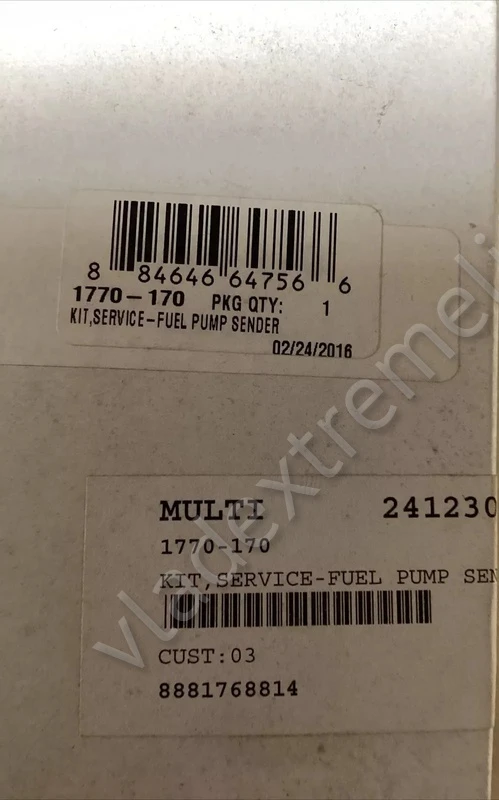 8 84646 64756 6
1770-170 PKG QTY: 1
KIT,SERVICE-FUEL PUMP SENDER
02/24/2016
MULTI 241230
1770-170
KIT,SERVICE-FUEL PUMP SEN
CUST:03
8881768814
vladextremeli